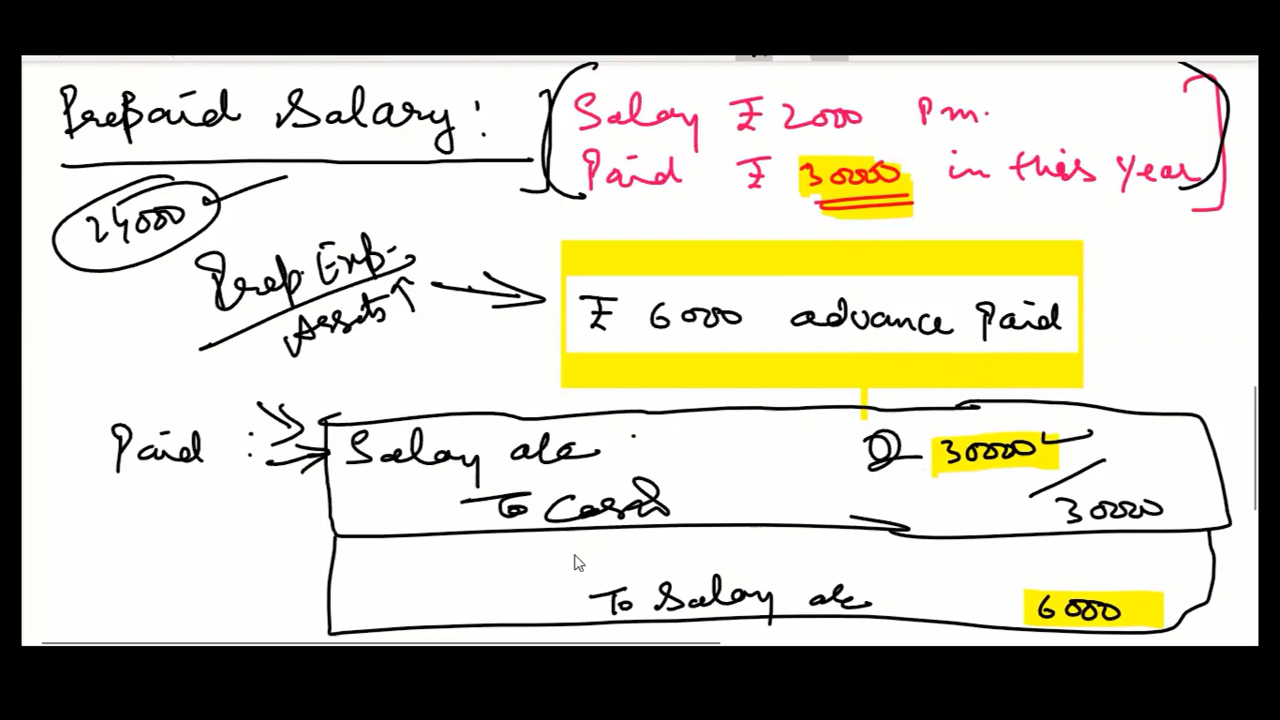 PrePaid Salary :
Salary ₹ 2000 Pm.
Paid ₹ 30000 in this Year
24000
Prep. Exp.
Assets ↑
₹ 6000 advance Paid
Paid : Salary a/c D 30000
To Cash 30000
To Salary a/c 6000